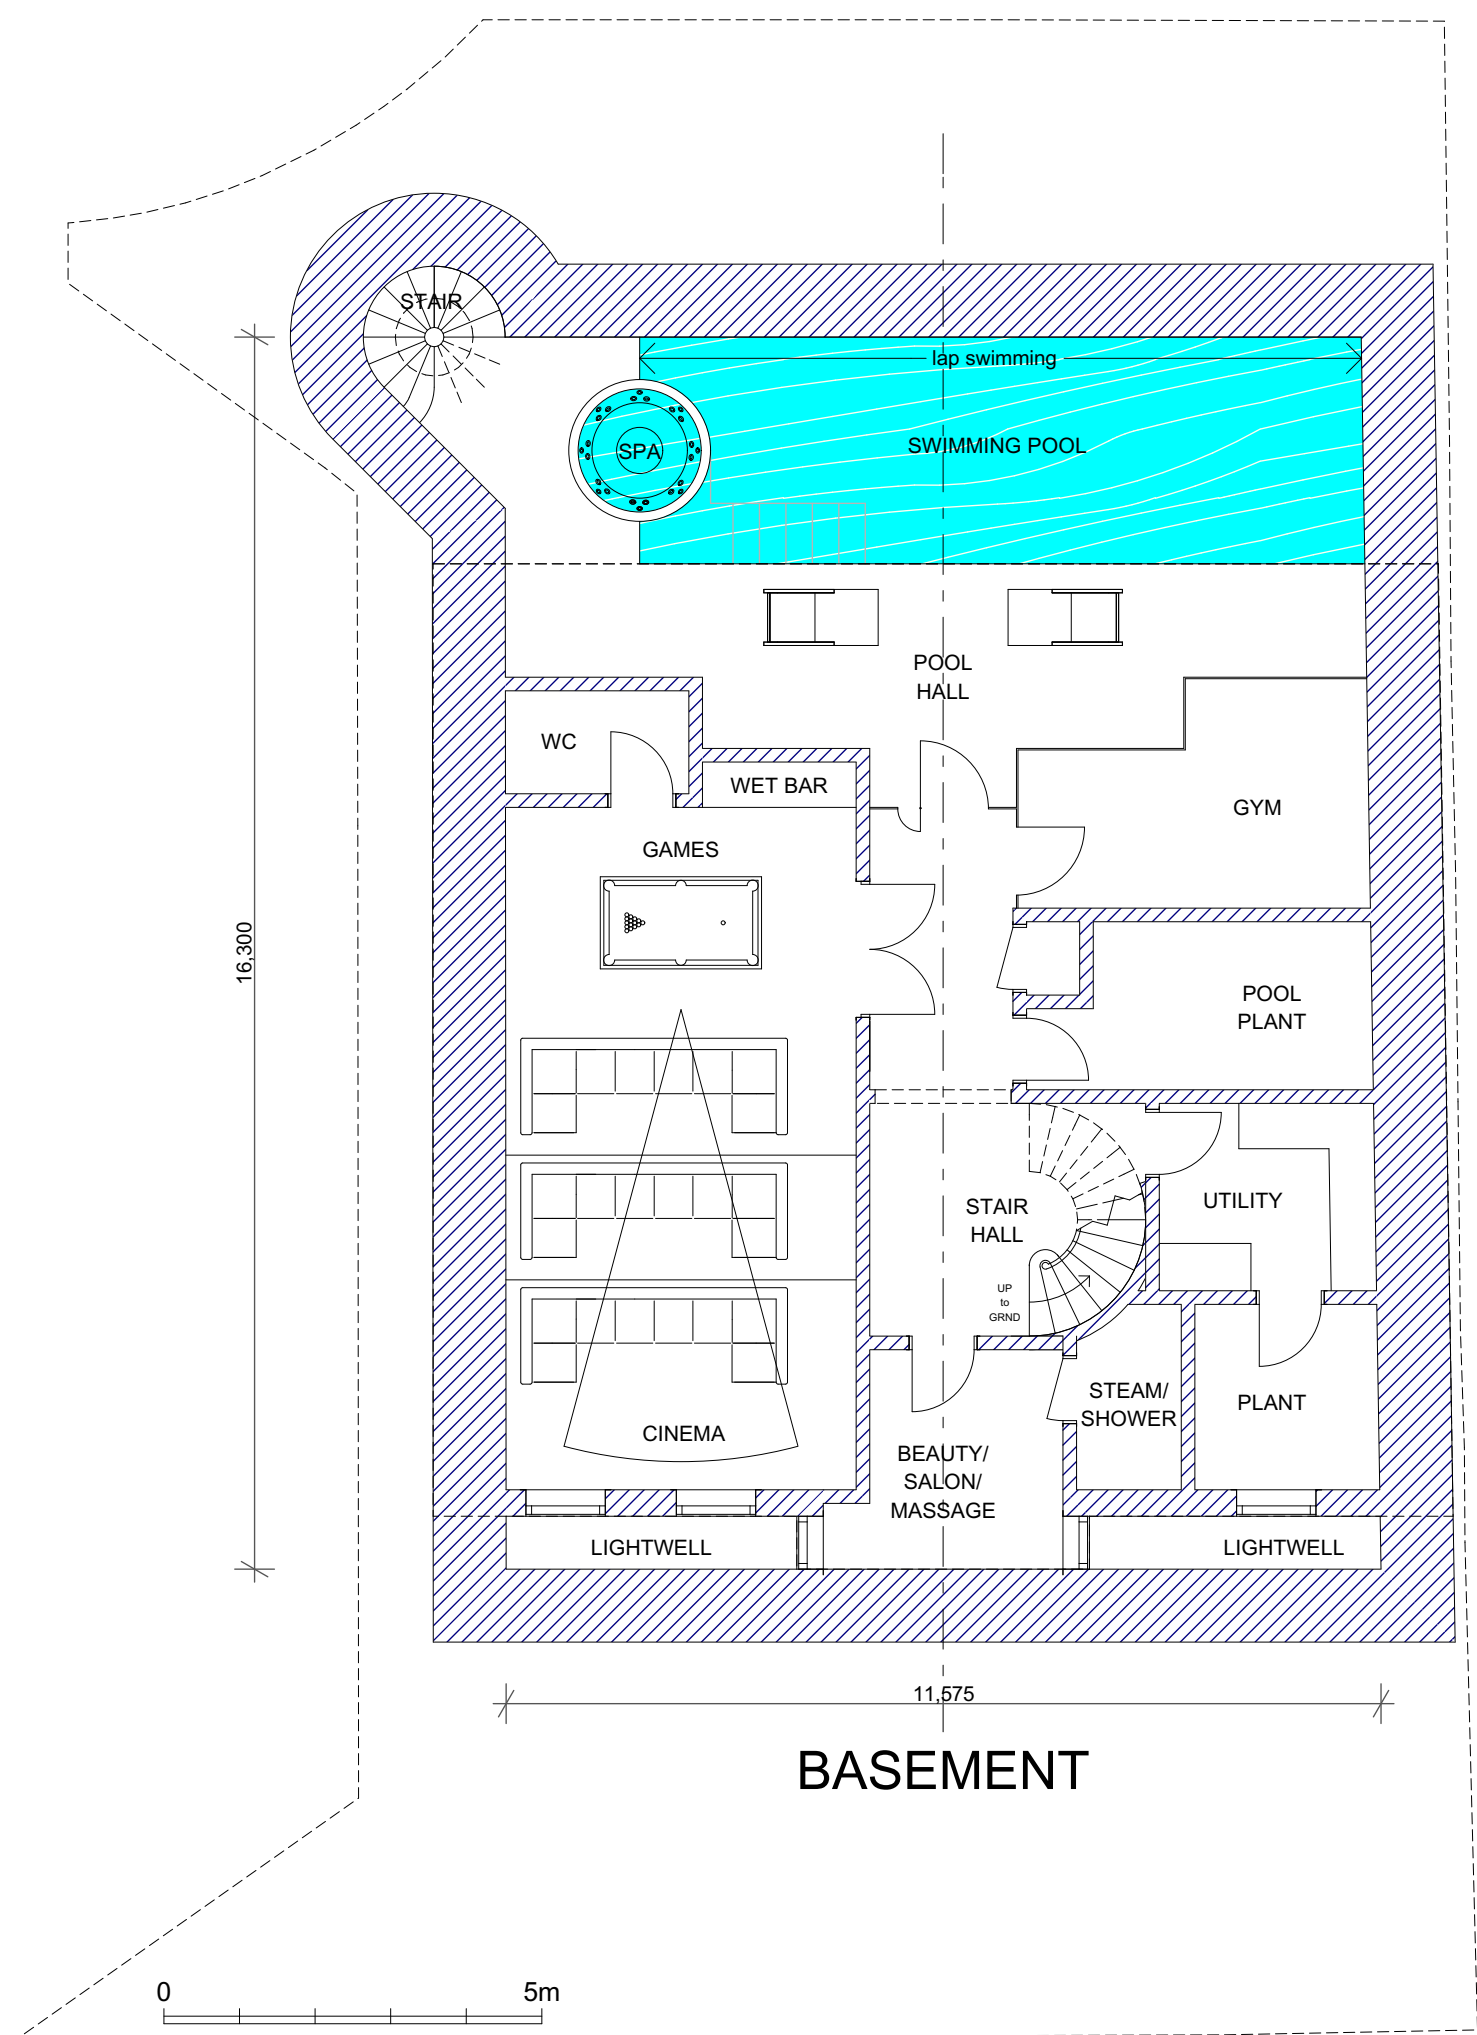 STAIR
lap swimming
SWIMMING POOL
SPA
POOL
HALL
WC
WET BAR
GYM
GAMES
16,300
POOL
PLANT
STAIR
HALL
UTILITY
UP
to
GRND
STEAM/
SHOWER
PLANT
CINEMA
BEAUTY/
SALON/
MASSAGE
LIGHTWELL
LIGHTWELL
11,575
BASEMENT
0
5m